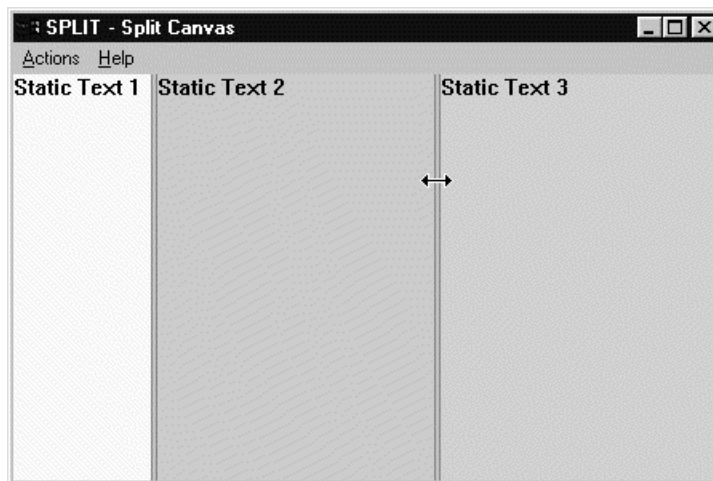 SPLIT - Split Canvas
Actions Help
Static Text 1 Static Text 2 Static Text 3